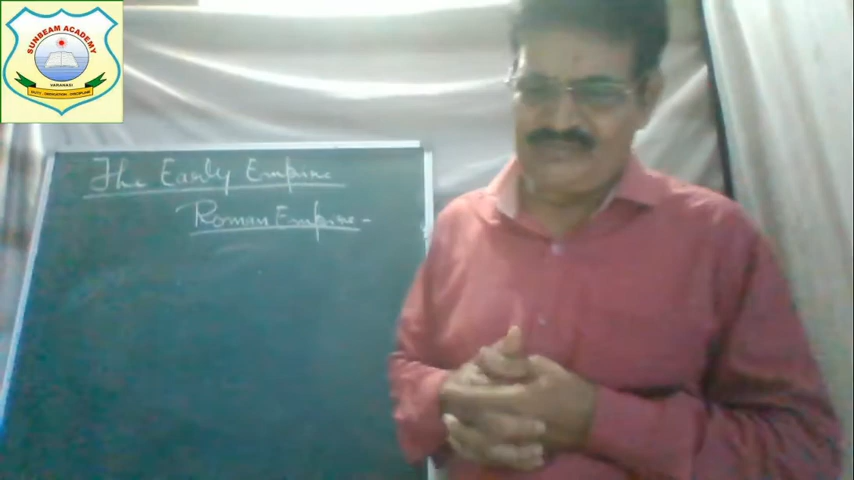 SUNBEAM ACADEMY
VARANASI
The Early Empire
Roman Empire -